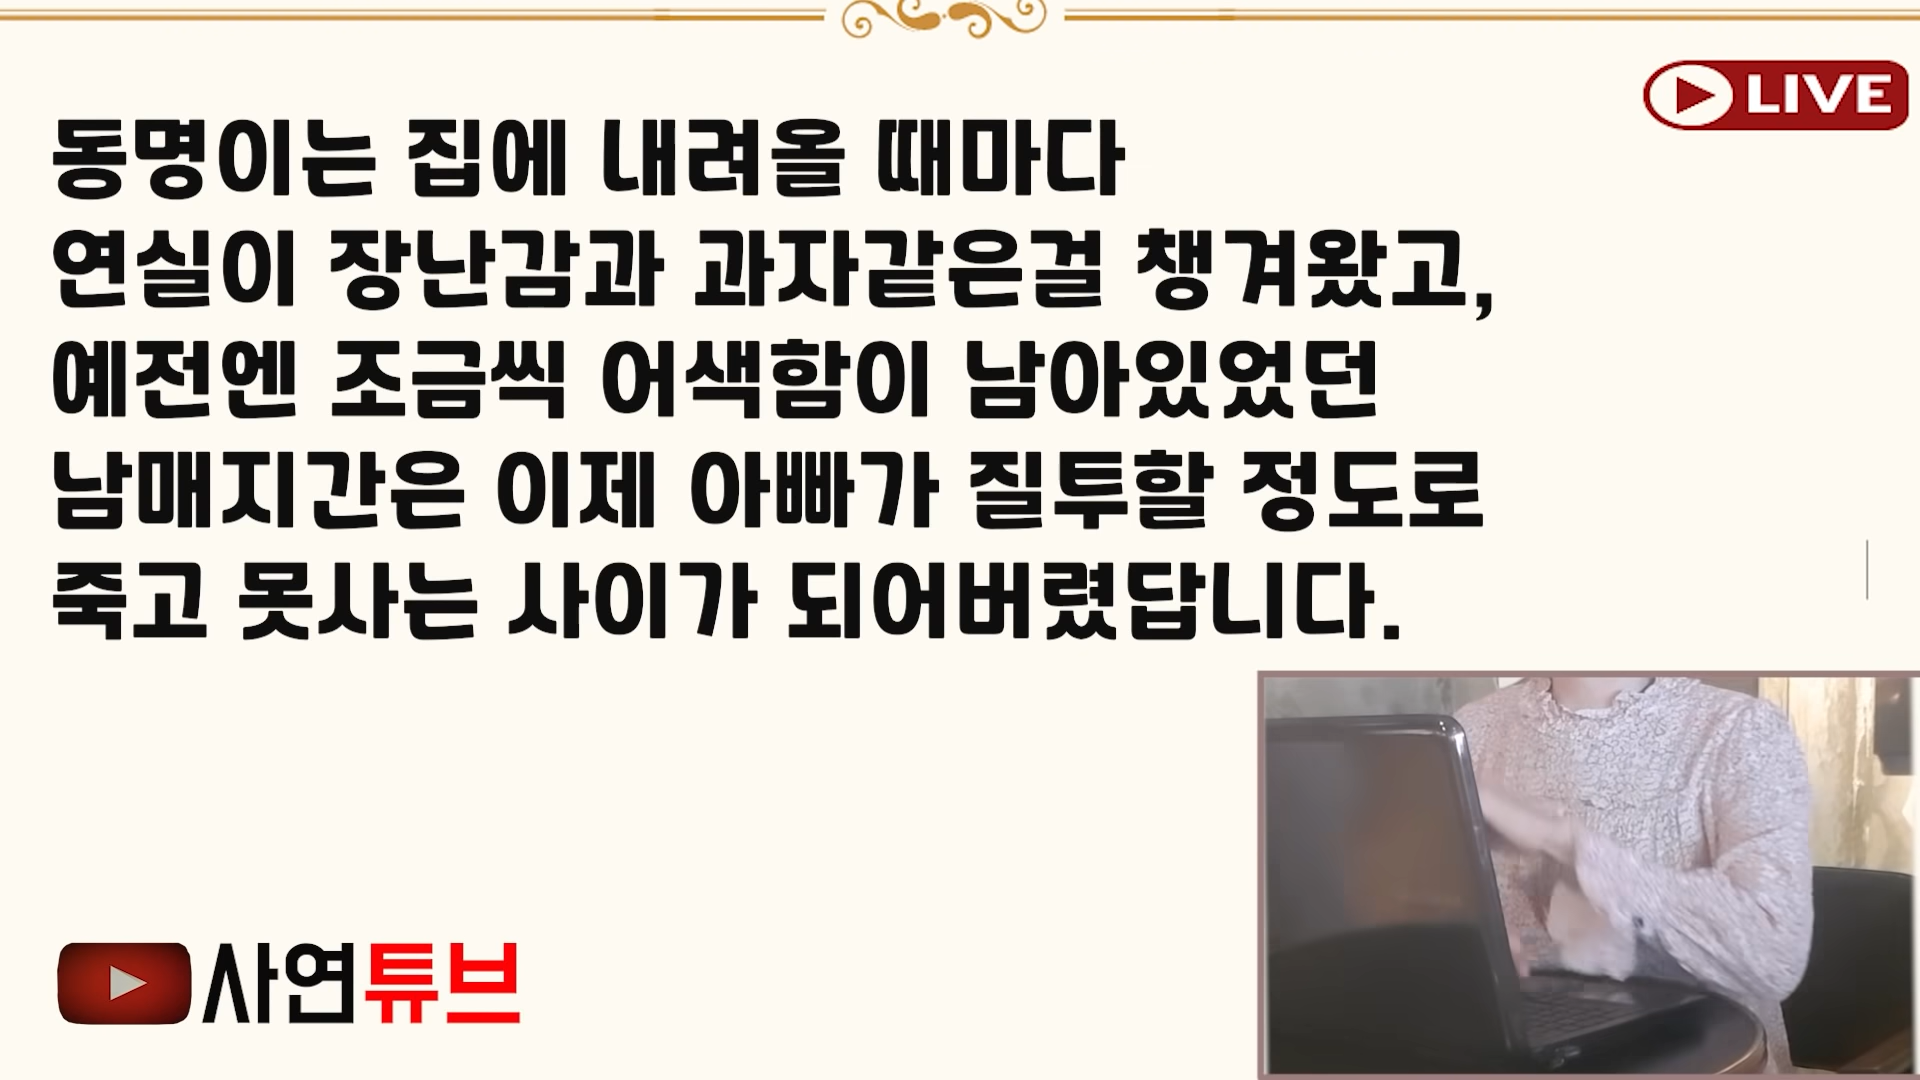 LIVE
동명이는 집에 내려올 때마다
연실이 장난감과 과자같은걸 챙겨왔고,
예전엔 조금씩 어색함이 남아있었던
남매지간은 이제 아빠가 질투할 정도로
죽고 못사는 사이가 되어버렸답니다.
사연튜브